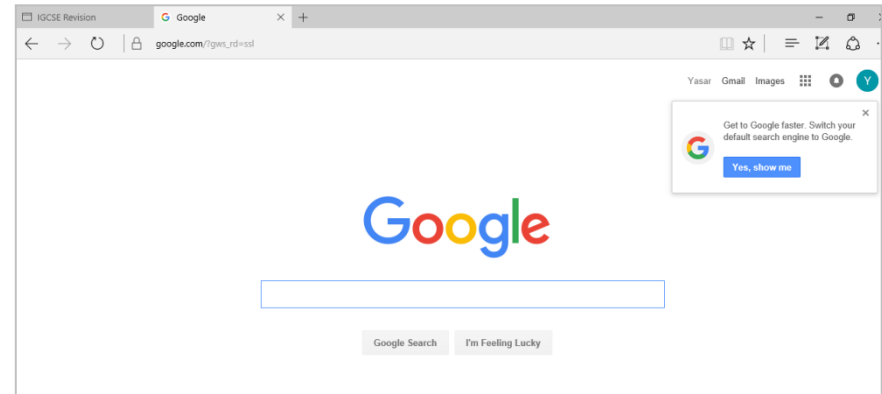 IGCSE Revision
Google
google.com/?gws_rd=ssl
Yasar Gmail Images Y
Get to Google faster. Switch your
default search engine to Google.
Yes, show me
Google
Google Search I'm Feeling Lucky